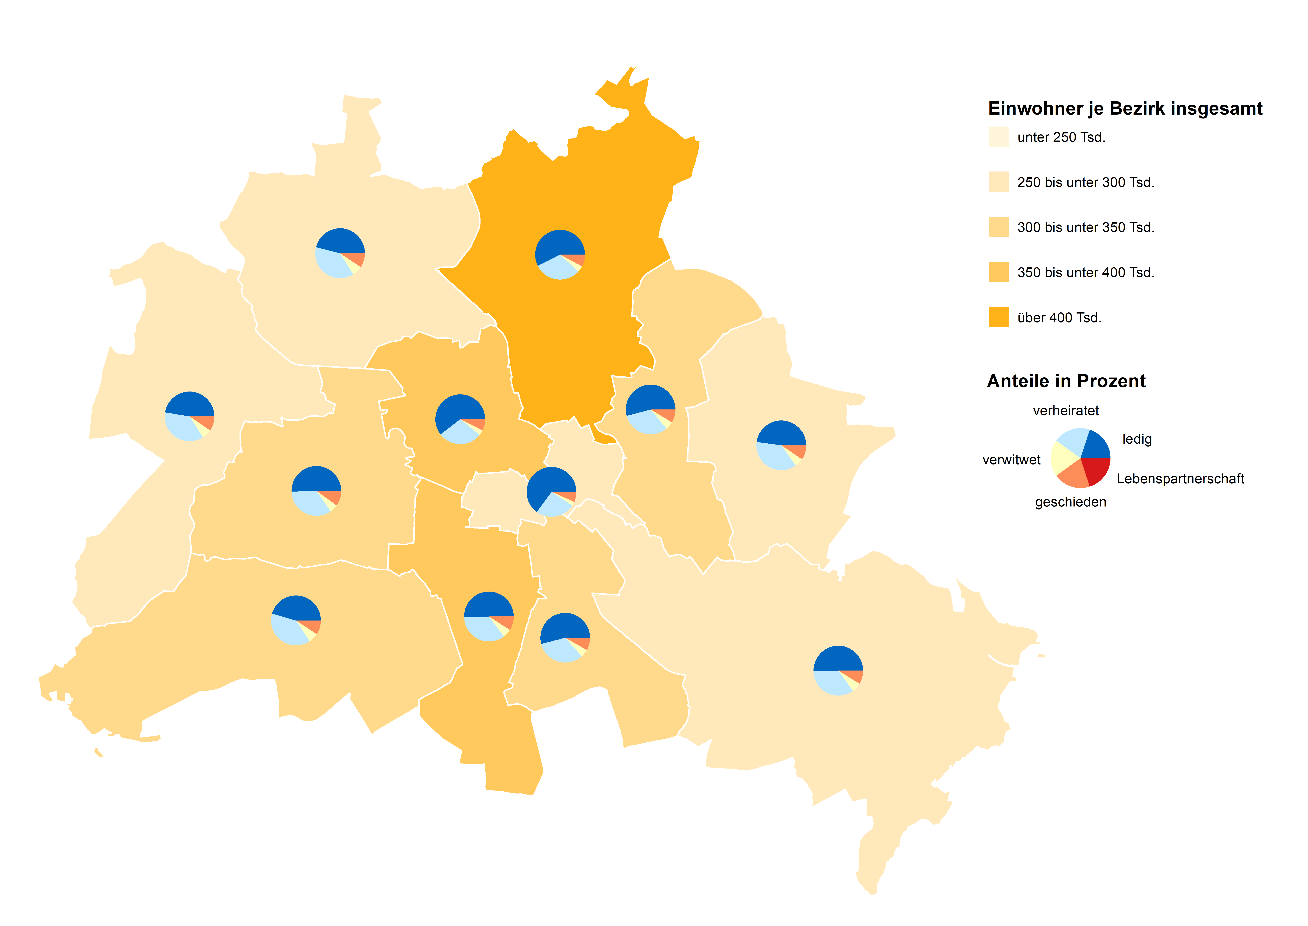 Einwohner je Bezirk insgesamt
unter 250 Tsd.
250 bis unter 300 Tsd.
300 bis unter 350 Tsd.
350 bis unter 400 Tsd.
über 400 Tsd.
Anteile in Prozent
verheiratet
ledig
verwitwet
Lebenspartnerschaft
geschieden